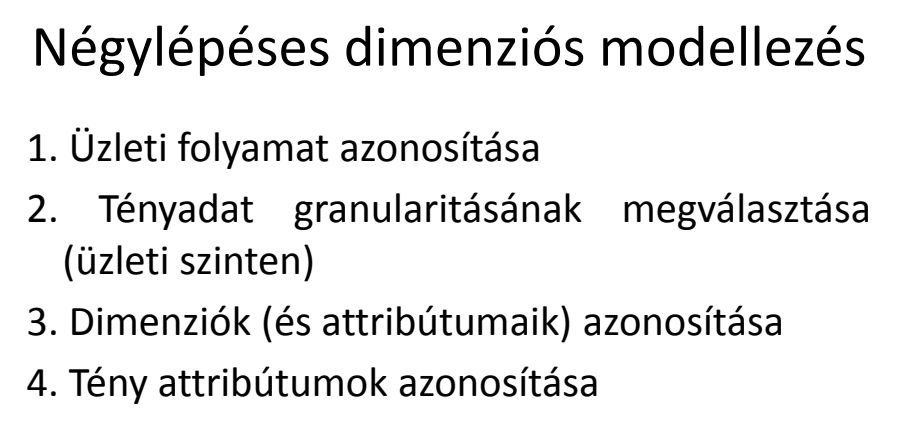 Négylépéses dimenziós modellezés
1. Üzleti folyamat azonosítása
2. Tényadat granularitásának megválasztása
(üzleti szinten)
3. Dimenziók (és attribútumaik) azonosítása
4. Tény attribútumok azonosítása